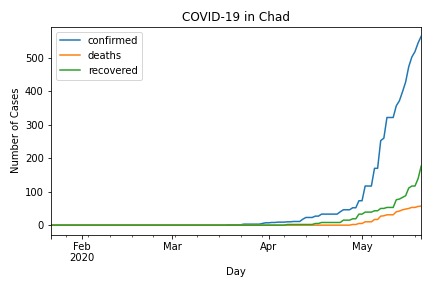 COVID-19 in Chad
confirmed
deaths
recovered
Number of Cases
500
400
300
200
100
0
Feb
2020
Mar
Apr
May
Day